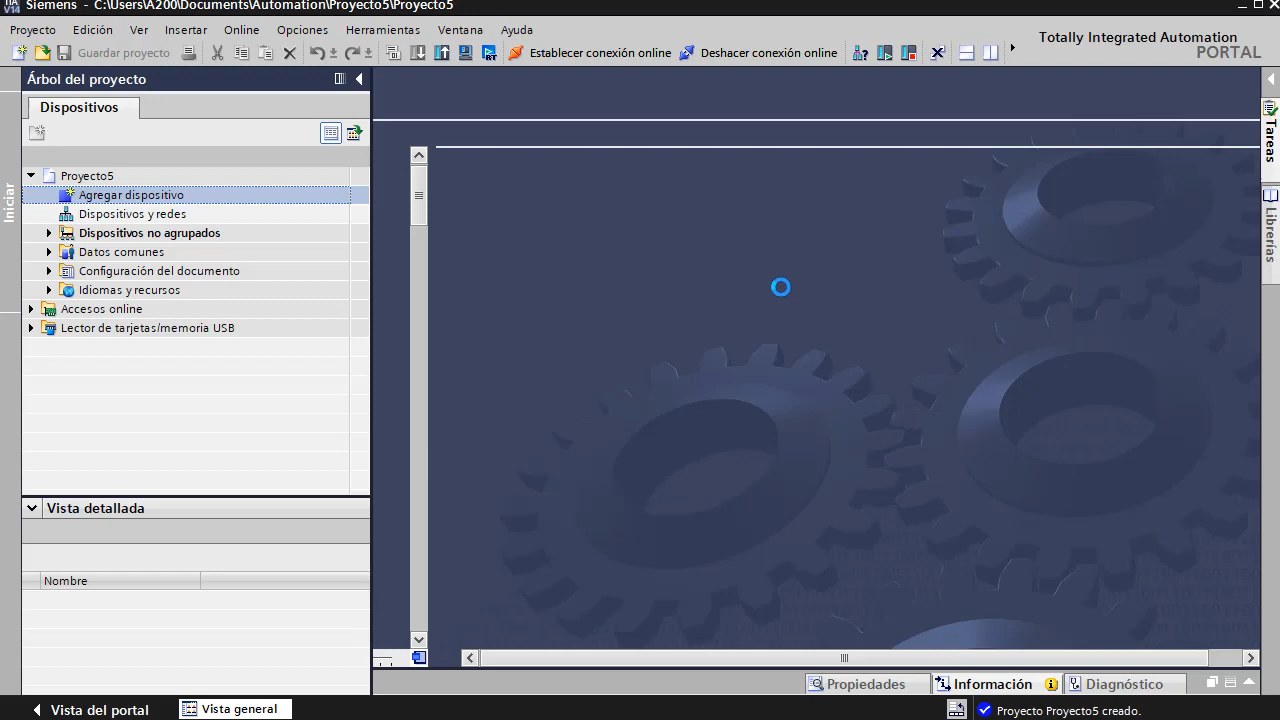 Siemens - C:\Users\A200\Documents\Automation\Proyecto5\Proyecto5
Proyecto Edición Ver Insertar Online Opciones Herramientas Ventana Ayuda
Guardar proyecto Establecer conexión online Deshacer conexión online
Totally Integrated Automation
PORTAL
Árbol del proyecto
Dispositivos
Proyecto5
Agregar dispositivo
Dispositivos y redes
Dispositivos no agrupados
Datos comunes
Configuración del documento
Idiomas y recursos
Accesos online
Lector de tarjetas/memoria USB
Vista detallada
Nombre
Iniciar
Tareas
Librerías
Propiedades Información Diagnóstico
Vista del portal Vista general Proyecto Proyecto5 creado.